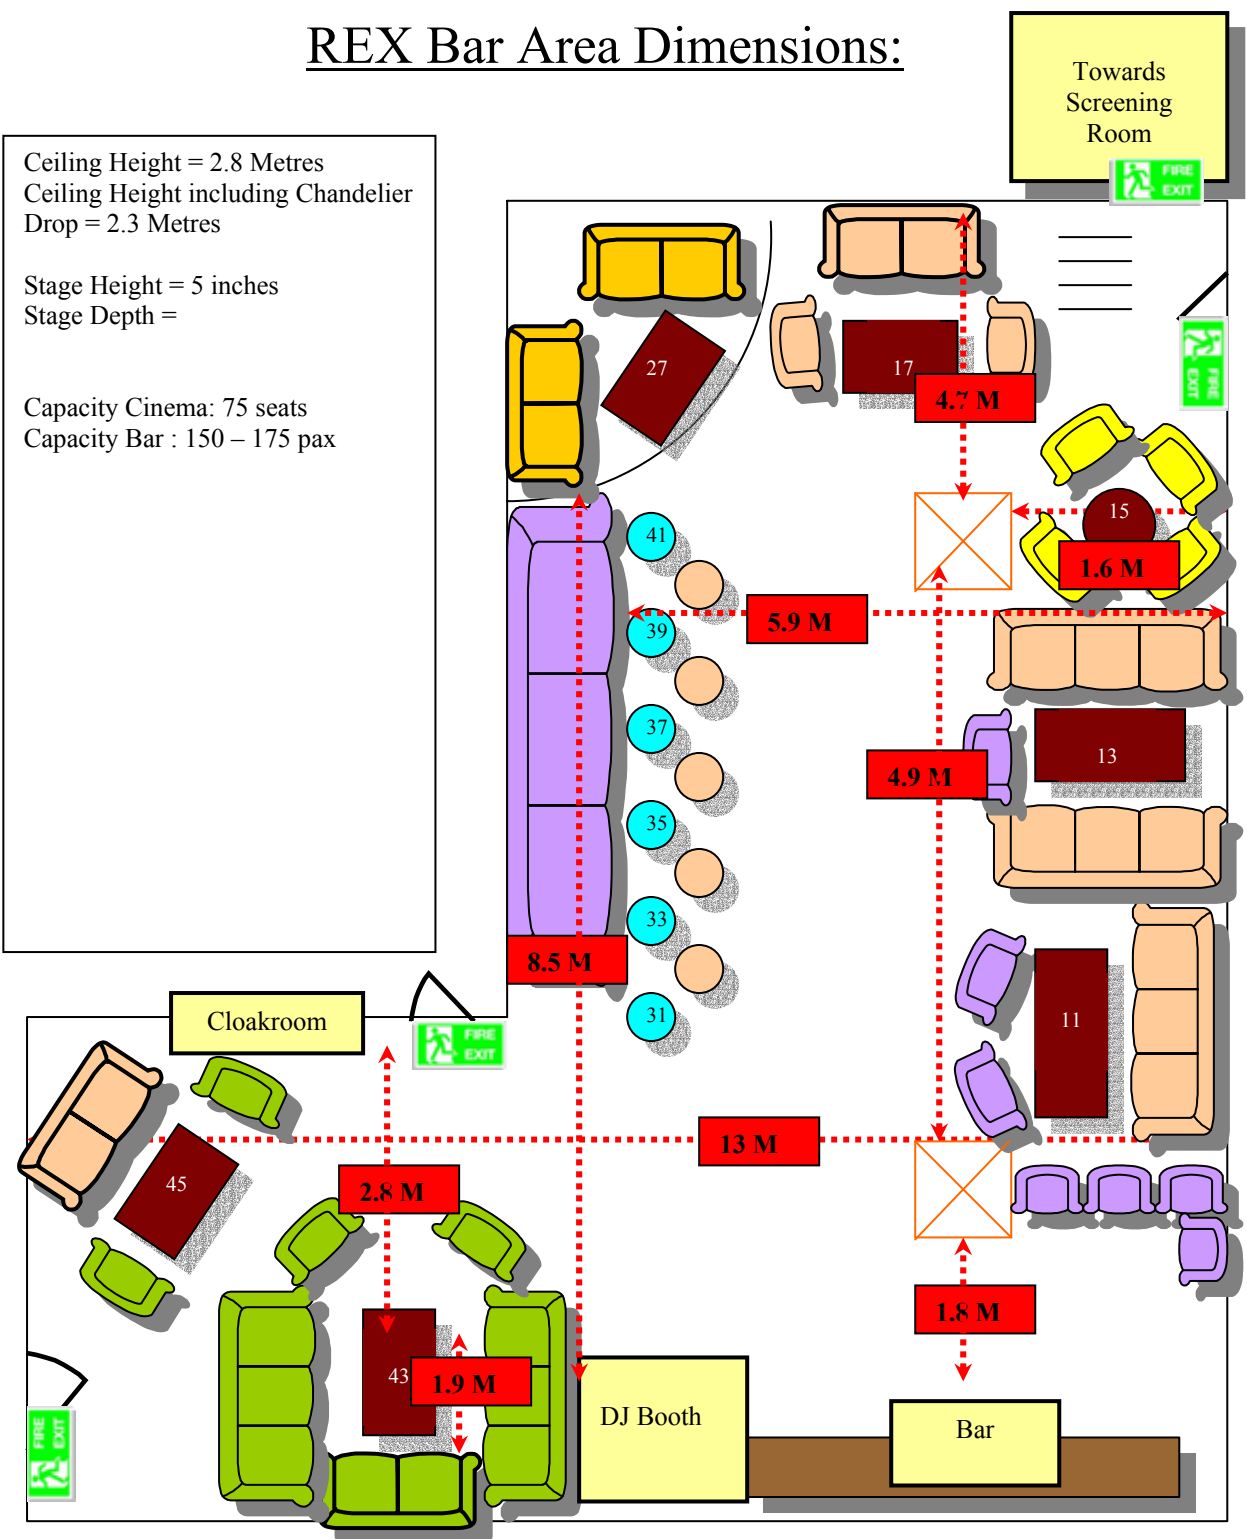 REX Bar Area Dimensions:
Towards
Screening
Room
FIRE
EXIT
Ceiling Height = 2.8 Metres
Ceiling Height including Chandelier
Drop = 2.3 Metres
Stage Height = 5 inches
Stage Depth =
Capacity Cinema: 75 seats
Capacity Bar : 150 – 175 pax
FIRE
EXIT
27
17
4.7 M
15
1.6 M
41
39
5.9 M
37
13
4.9 M
35
33
8.5 M
31
11
Cloakroom
FIRE
EXIT
13 M
45
2.8 M
1.8 M
43
1.9 M
DJ Booth
Bar
FIRE
EXIT